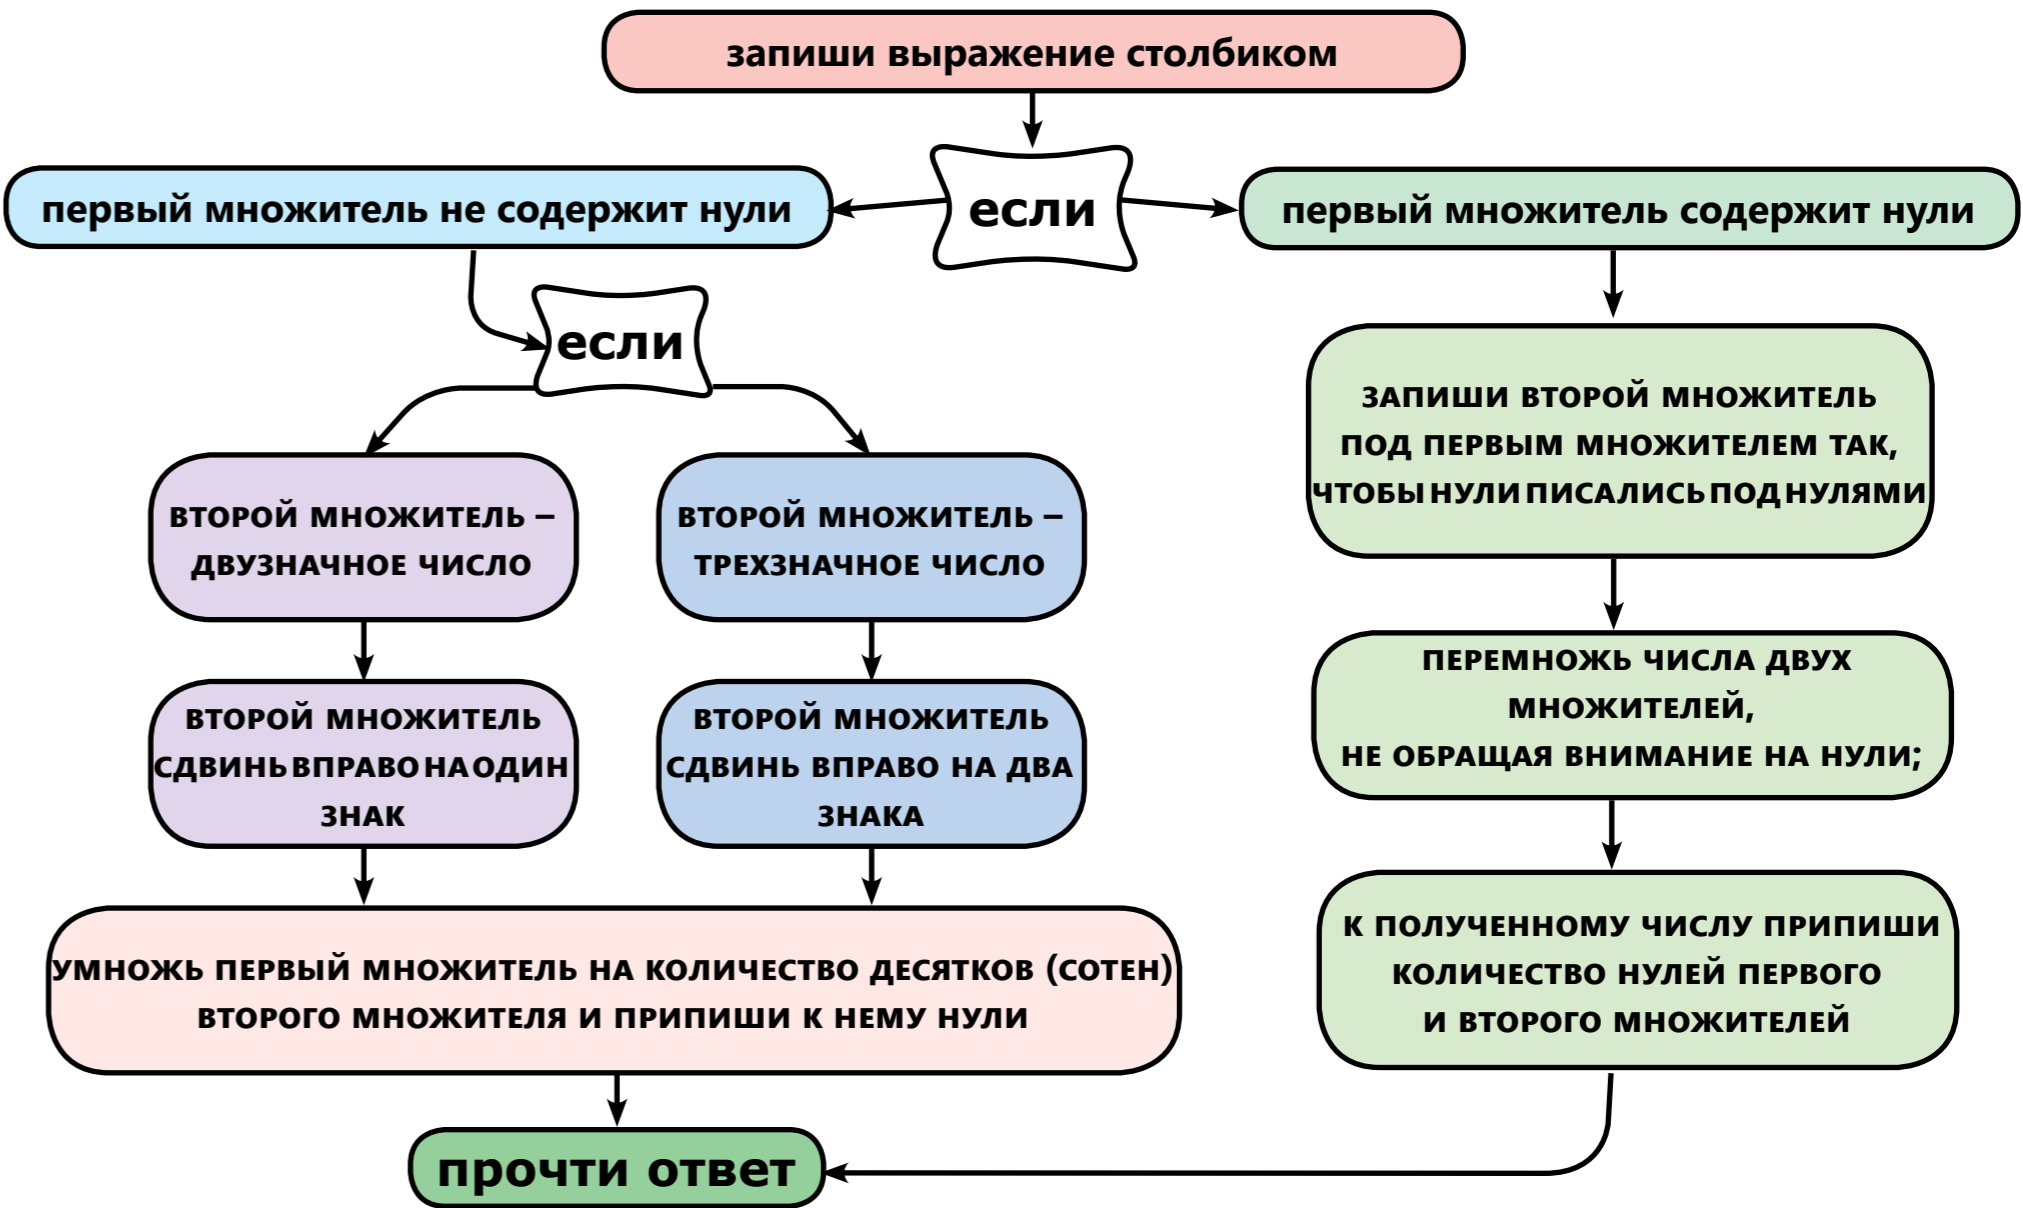 запиши выражение столбиком
первый множитель не содержит нули
если
первый множитель содержит нули
если
ВТОРОЙ МНОЖИТЕЛЬ –
ДВУЗНАЧНОЕ ЧИСЛО
ВТОРОЙ МНОЖИТЕЛЬ –
ТРЕХЗНАЧНОЕ ЧИСЛО
ЗАПИШИ ВТОРОЙ МНОЖИТЕЛЬ
ПОД ПЕРВЫМ МНОЖИТЕЛЕМ ТАК,
ЧТОБЫ НУЛИ ПИСАЛИСЬ ПОД НУЛЯМИ
ВТОРОЙ МНОЖИТЕЛЬ
СДВИНЬ ВПРАВО НА ОДИН
ЗНАК
ВТОРОЙ МНОЖИТЕЛЬ
СДВИНЬ ВПРАВО НА ДВА
ЗНАКА
ПЕРЕМНОЖЬ ЧИСЛА ДВУХ
МНОЖИТЕЛЕЙ,
НЕ ОБРАЩАЯ ВНИМАНИЕ НА НУЛИ;
УМНОЖЬ ПЕРВЫЙ МНОЖИТЕЛЬ НА КОЛИЧЕСТВО ДЕСЯТКОВ (СОТЕН)
ВТОРОГО МНОЖИТЕЛЯ И ПРИПИШИ К НЕМУ НУЛИ
К ПОЛУЧЕННОМУ ЧИСЛУ ПРИПИШИ
КОЛИЧЕСТВО НУЛЕЙ ПЕРВОГО
И ВТОРОГО МНОЖИТЕЛЕЙ
прочти ответ